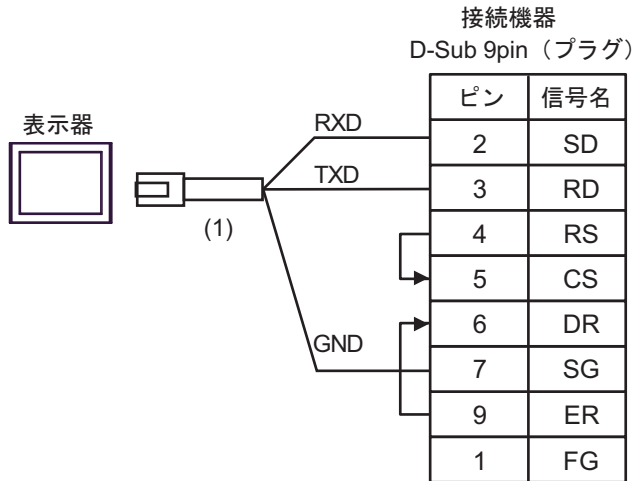 接続機器
D-Sub 9pin（プラグ）
表示器
(1)
RXD
TXD
GND
ピン 信号名
2 SD
3 RD
4 RS
5 CS
6 DR
7 SG
9 ER
1 FG